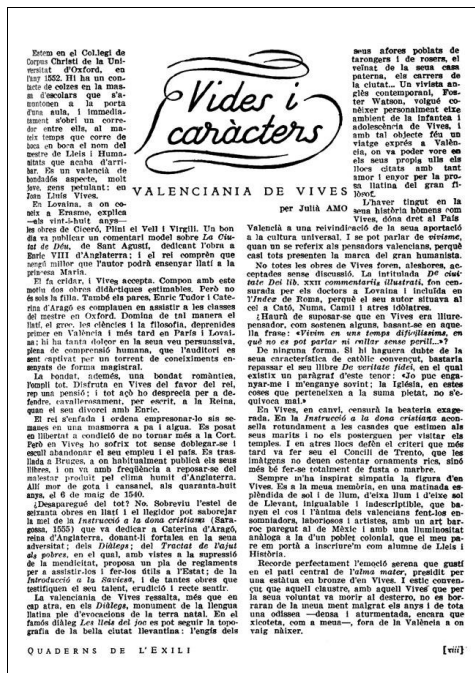 Estem en el Col.legi de
Corpus Christi de la Uni-
versitat d'Oxford, en
l'any 1552. Hi ha un con-
tacte de colzes en la mas-
sa d'escolars que s'a-
muntonen a la porta
d'una aula, i immedia-
tament s'obri un corre-
dor entre ells, al ma-
teix temps que corre de
boca en boca el nom del
mestre de Lleis i Huma-
nitats que acaba d'arri-
bar. Es un valencià de
bondadós aspecte, molt
jove, gens petulant: en
Joan Lluís Vives.
En Lovaina, a on co-
neix a Erasme, explica
—als vint-i-huit anys—
les obres de Ciceró, Plini el Vell i Virgili. Un bon
dia va publicar un comentari model sobre La Ciu-
tat de Déu, de Sant Agustí, dedicant l'obra a
Enric VIII d'Anglaterra; i el rei comprèn que
nengú millor que l'autor podrà ensenyar llatí a la
princesa Maria.
El fa cridar, i Vives accepta. Compon amb este
motiu dos obres didàctiques estimables. Però no
és sols la filla. També els pares, Enric Tudor i Cate-
rina d'Aragó es complauen en assistir a les classes
del mestre en Oxford. Domina de tal manera el
llatí, el grec, les ciències i la filosofia, deprenides
primer en València i més tard en París i Lovai-
na; hi ha tanta dolçor en la seua veu persuassiva,
plena de comprensió humana, que l'auditori es
sent captivat per un torrent de coneiximents en-
senyats de forma magistral.
La bondat, ademés, una bondat romàntica,
l'ompli tot. Disfruta en Vives del favor del rei,
rep una pensió; i tot açò ho desprecia per a de-
fendre, cavallerosament, per escrit, a la Reina,
quan el seu divorci amb Enric.
El rei s'enfada i ordena empresonar-lo sis se-
manes en una masmorra a pa i aigua. Es posat
en llibertat a condició de no tornar més a la Cort.
Però en Vives ho sofrix tot sense doblegar-se i
escull abandonar el seu empleu i el país. Es tras-
llada a Bruges, a on habitualment publicà els seus
llibres, i on va amb freqüència a reposar-se del
malestar produit pel clima humit d'Anglaterra.
Allí mor de gota i cansanci, als quaranta-huit
anys, el 6 de maig de 1540.
¿Desaparegué del tot? No. Sobreviu l'estel de
seixanta obres en llatí i el llegidor pot saborejar
la mel de Instrucció a la dona cristiana (Sara-
gossa, 1555) que va dedicar a Caterina d'Aragó,
reina d'Anglaterra, donant-li fortalea en la seua
adversitat; dels Diàlegs; del Tractat de l'ajut
als pobres, en el qual, amb vistes a la supressió
de la mendicitat, proposa un pla de reglaments
per a assistir-los i fer-los útils a l'Estat; de la
Introducció a la Saviesa, i de tantes obres que
testifiquen el seu talent, erudició i recte sentir.
La valenciania de Vives ressalta, més que en
cap atra, en els Diàlegs, monument de la llengua
llatina ple d'evocacions de la terra natal. En el
famós diàleg Les lleis del joc es pot seguir la topo-
grafia de la bella ciutat llevantina: l'engís dels
Vides i
caràcters
VALENCIANIA DE VIVES
per Julià AMO
seus afores poblats de
tarongers i de rosers, el
veïnat de la seua casa
paterna, els carrers de
la ciutat... Un vivista an-
glés contemporani, Fos-
ter Watson, volgué co-
nèixer personalment eixe
ambient de la infantea i
adolescència de Vives, i
amb tal objecte féu un
viatge exprés a Valèn-
cia, on va poder vore en
els seus propis ulls els
llocs citats amb tant
amor i enyor per la pro-
sa llatina del gran fi-
lòsof.
L'haver tingut en la
seua història hòmens com
Vives, dóna dret al País
Valencià a una reivindicació de la seua aportació
a la cultura universal. I se pot parlar de vivisme,
quan se referix als pensadors valencians, perquè
casi tots presenten la marca del gran humanista.
No totes les obres de Vives foren, aleshores, ac-
ceptades sense discussió. La intitulada De ciui-
tate Dei lib. XXII commentariis illustrati, fon cen-
surada per els doctors a Lovaina i incluïda en
l'Index de Roma, perquè el seu autor situava al
cel a Cató, Numa, Camil i atres idòlatres.
¿Haurà de suposar-se que en Vives era lliure-
pensador, com sostenen alguns, basant-se en aque-
lla frase: «Vivim en uns temps dificilíssims, en
què no es pot parlar ni callar sense perill...»?
De ninguna forma. Si hi haguera dubte de la
seua característica de catòlic convençut, bastaria
repassar el seu llibre De veritate fidei, en el qual
existix un paràgraf d'este tenor: «Jo puc enga-
nyar-me i m'enganye sovint; la Iglésia, en estes
coses que pertenéixen a la suma pietat, no s'e-
quivoca mai.»
En Vives, en canvi, censurà la beateria exage-
rada. En la Instrucció a la dona cristiana acon-
sella rotundament a les casades que estimen als
seus marits i no els posterguen per visitar els
temples. I en atres llocs defén el criteri que més
tard va fer seu el Concili de Trento, que les
imàtgens no deuen ostentar ornaments rics, sinó
més bé fer-se totalment de fusta o marbre.
Sempre m'ha inspirat simpatia la figura d'en
Vives. Es a la meua memòria, en una matinada es-
plèndida de sol i de llum, d'eixa llum i d'eixe sol
de Llevant, inigualable i indescriptible, que ba-
nyen el cos i l'ànima dels valencians fent-los en-
somniadors, laboriosos i artistes, amb un art bar-
roc paregut al de Mèxic i amb una lluminositat
anàloga a la d'un poblet colonial, que el meu pa-
re em portà a inscriure'm com alumne de Lleis i
Història.
Recorde perfectament l'emoció serena que gustí
en el pati central de l'alma mater, presidit per
una estàtua en bronze d'en Vives. I estic conven-
çut que aquell claustre, amb aquell Vives que per
la seua voluntat va morir al desterro, no es bor-
raran de la meua ment malgrat els anys i de tota
una odissea —densa i aturmentada, encara que
xicoteta, com a meua—, fora de la València a on
vaig nàixer.
QUADERNS DE L'EXILI
[viii]